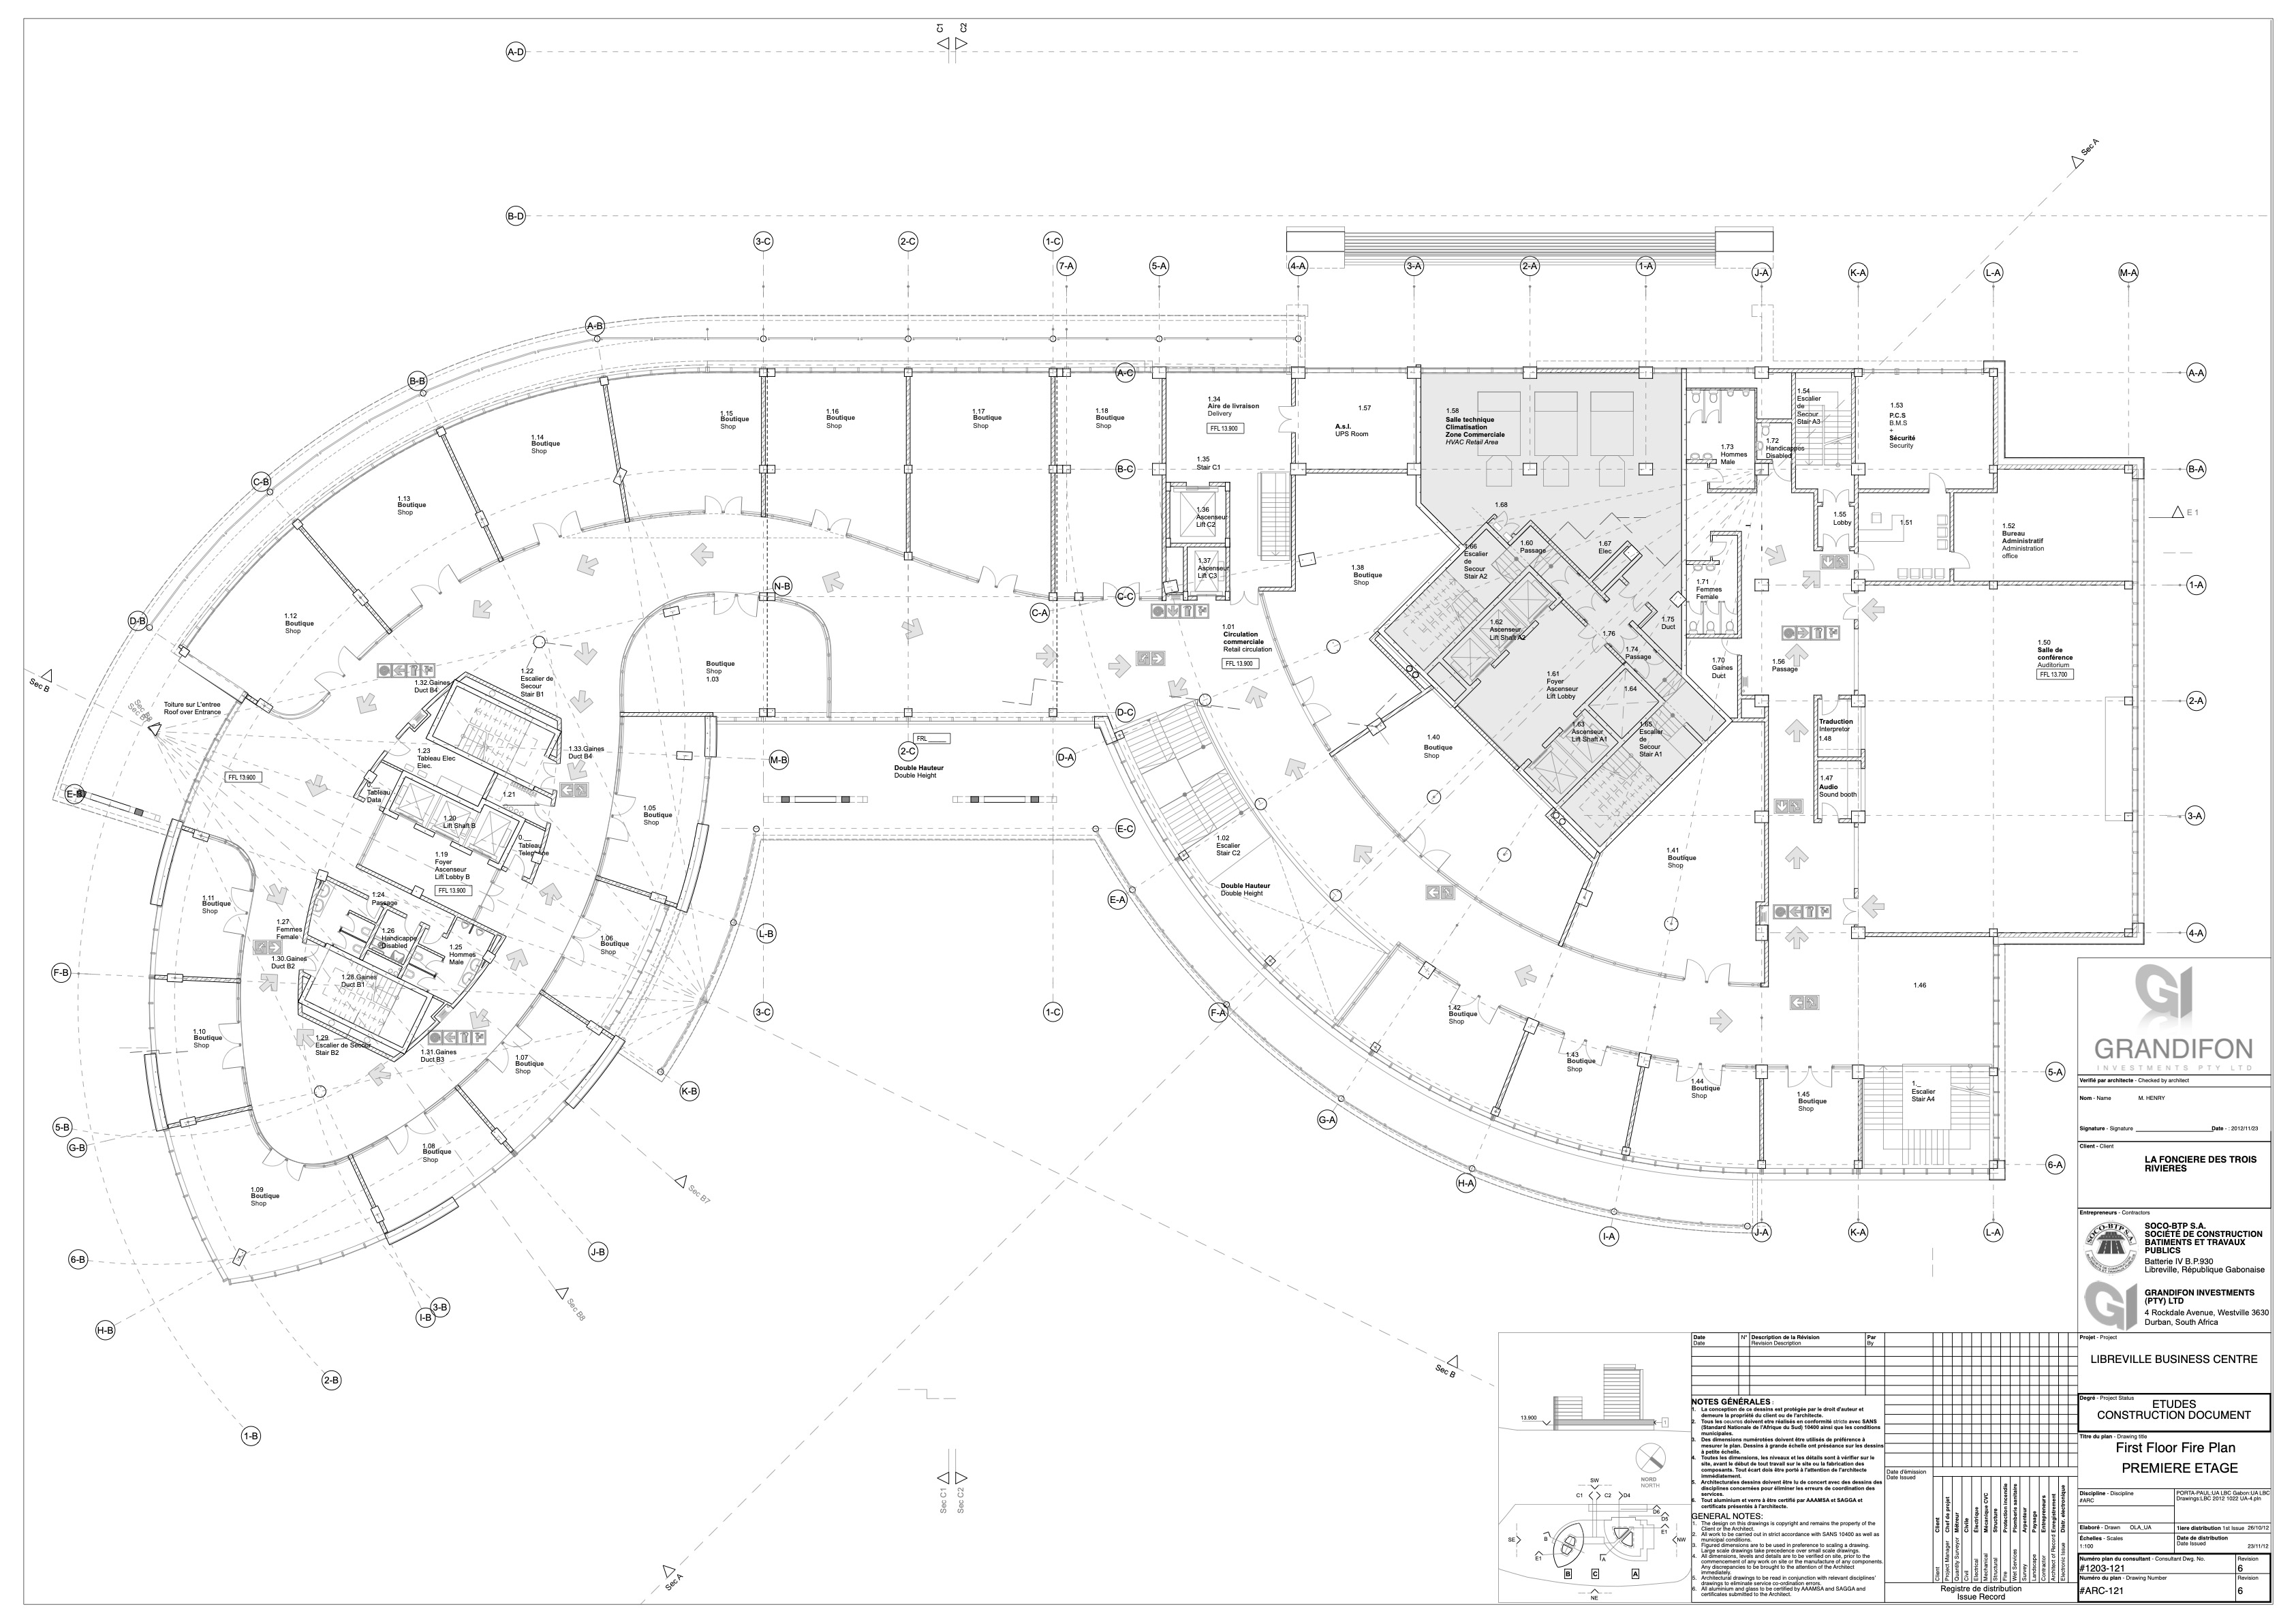 C1
C2
A-D
Sec A
B-D
3-C
2-C
1-C
7-A
5-A
4-A
3-A
2-A
1-A
J-A
K-A
L-A
M-A
A-B
B-B
C-B
D-B
A-C
A-A
B-C
B-A
E 1
C-C
1-A
N-B
C-A
1.12
Boutique
Shop
1.13
Boutique
Shop
1.14
Boutique
Shop
1.15
Boutique
Shop
1.16
Boutique
Shop
1.17
Boutique
Shop
1.18
Boutique
Shop
1.34
Aire de livraison
Delivery
FFL 13.900
1.35
Stair C1
1.36
Ascenseur
Lift C2
1.37
Ascenseur
Lift C3
1.57
A.s.I.
UPS Room
1.58
Salle technique
Climatisation
Zone Commerciale
HVAC Retail Area
1.73
Hommes
Male
1.72
Handicappés
Disabled
1.54
Escalier
de
Secour
Stair A3
1.53
P.C.S
B.M.S
+
Sécurité
Security
1.55
Lobby
1.51
1.52
Bureau
Administratif
Administration
office
1.68
1.66
Escalier
de
Secour
Stair A2
1.60
Passage
1.67
Elec
1.38
Boutique
Shop
1.62
Ascenseur
Lift Shaft A2
1.71
Femmes
Female
1.75
Duct
1.76
1.74
Passage
1.70
Gaines
Duct
1.56
Passage
1.01
Circulation
commerciale
Retail circulation
FFL 13.900
Boutique
Shop
1.03
1.61
Foyer
Ascenseur
Lift Lobby
1.64
1.63
Ascenseur
Lift Shaft A1
1.65
Escalier
de
Secour
Stair A1
1.50
Salle de
conférence
Auditorium
FFL 13.700
Traduction
Interpretor
1.48
1.47
Audio
Sound booth
1.40
Boutique
Shop
1.41
Boutique
Shop
Sec B
Toiture sur L'entree
Roof over Entrance
FFL 13.900
1.22
Escalier de
Secour
Stair B1
1.32.Gaines
Duct B4
1.33.Gaines
Duct B4
1.23
Tableau Elec
Elec.
Tableau
Data
1.21
1.20
Lift Shaft B
1.19
Foyer
Ascenseur
Lift Lobby B
FFL 13.900
1.05
Boutique
Shop
D-C
D-A
M-B
2-C
FRL ____
Double Hauteur
Double Height
2-A
E-B
E-C
3-A
1.02
Escalier
Stair C2
Double Hauteur
Double Height
E-A
4-A
1.11
Boutique
Shop
1.24
Passage
1.27
Femmes
Female
1.26
Handicappe
Disabled
1.25
Hommes
Male
1.30.Gaines
Duct B2
1.28.Gaines
Duct B1
1.06
Boutique
Shop
L-B
F-B
3-C
1-C
F-A
1.42
Boutique
Shop
1.46
1.10
Boutique
Shop
1.29
Escalier de Secour
Stair B2
1.31.Gaines
Duct B3
1.07
Boutique
Shop
K-B
1.43
Boutique
Shop
1.44
Boutique
Shop
1.45
Boutique
Shop
1._
Escalier
Stair A4
5-A
G-A
5-B
G-B
1.08
Boutique
Shop
1.09
Boutique
Shop
Sec B7
H-A
6-A
I-A
J-A
K-A
L-A
6-B
J-B
H-B
I-B
3-B
Sec B8
2-B
1-B
Sec B
Sec C1
Sec C2
Sec A
GRANDIFON
INVESTMENTS PTY LTD
Verifié par architecte - Checked by architect
Nom - Name M. HENRY
Signature - Signature Date - : 2012/11/23
Client - Client
LA FONCIERE DES TROIS
RIVIERES
Entrepreneurs - Contractors
SOCO-BTP S.A.
SOCIÉTÉ DE CONSTRUCTION
BATIMENTS ET TRAVAUX
PUBLICS
Batterie IV B.P.930
Libreville, République Gabonaise
GRANDIFON INVESTMENTS
(PTY) LTD
4 Rockdale Avenue, Westville 3630
Durban, South Africa
Projet - Project
LIBREVILLE BUSINESS CENTRE
Degré - Project Status
ETUDES
CONSTRUCTION DOCUMENT
Titre du plan - Drawing title
First Floor Fire Plan
PREMIERE ETAGE
Discipline - Discipline
#ARC
PORTA-PAUL:UA LBC Gabon:UA LBC
Drawings:LBC 2012 1022 UA-4.pln
Elaboré - Drawn OLA_UA
1iere distribution 1st Issue 26/10/12
Echelles - Scales
1:100
Date de distribution
Date Issued
23/11/12
Numéro plan du consultant - Consultant Dwg. No.
Revision
#1203-121
6
Numéro du plan - Drawing Number
Revision
#ARC-121
6
Date
Date
N°
Description de la Révision
Revision Description
Par
By
NOTES GÉNÉRALES :
1. La conception de ce dessins est protégée par le droit d'auteur et
demeure la propriété du client ou de l'architecte.
2. Tous les oeuvres doivent etre réalisés en conformité stricte avec SANS
(Standard Nationale de l'Afrique du Sud) 10400 ainsi que les conditions
municipales.
3. Des dimensions numérotées doivent être utilisés de préférence à
mesurer le plan. Dessins à grande échelle ont préséance sur les dessins
à petite échelle.
4. Toutes les dimensions, les niveaux et les détails sont à vérifier sur le
site, avant le début de tout travail sur le site ou la fabrication des
composants. Tout écart dois être porté à l'attention de l'architecte
immédiatement.
5. Architecturales dessins doivent être lu de concert avec des dessins des
disciplines concernées pour éliminer les erreurs de coordination des
services.
6. Tout aluminium et verre à être certifié par AAAMSA et SAGGA et
certificats présentés à l'architecte.
GENERAL NOTES:
1. The design on this drawings is copyright and remains the property of the
Client or the Architect.
2. All work to be carried out in strict accordance with SANS 10400 as well as
municipal conditions.
3. Figured dimensions are to be used in preference to scaling a drawing.
Large scale drawings take precedence over small scale drawings.
4. All dimensions, levels and details are to be verified on site, prior to the
commencement of any work on site or the manufacture of any components.
Any discrepancies to be brought to the attention of the Architect
immediately.
5. Architectural drawings to be read in conjunction with relevant disciplines'
drawings to eliminate service co-ordination errors.
6. All aluminium and glass to be certified by AAMSA and SAGGA and
certificates submitted to the Architect.
13.900
1
NORD
NORTH
SW
C1
C2
D4
D6
D5
E1
SE
B
NW
E1
A
B
C
A
NE
Date d'émission
Date Issued
Client
Client
Chef de projet
Project Manager
Métreur
Quantity Surveyor
Civile
Civil
Electrique
Electrical
Mécanique CVC
Mechanical
Structure
Structural
Protection incendie
Fire
Plomberie sanitaire
Wet Services
Arpenteur
Survey
Paysage
Landscape
Entrepreneurs
Contractor
Enregistrement
Architect of Record
Distr. électronique
Electronic Issue
Registre de distribution
Issue Record